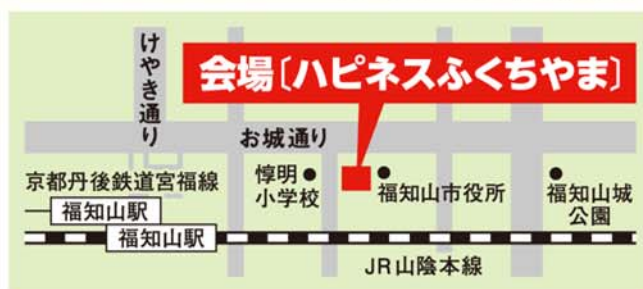 けやき通り
会場〔ハピネスふくちやま〕
お城通り
京都丹後鉄道宮福線
福知山駅
福知山駅
惇明
小学校
福知山市役所
福知山城
公園
JR山陰本線